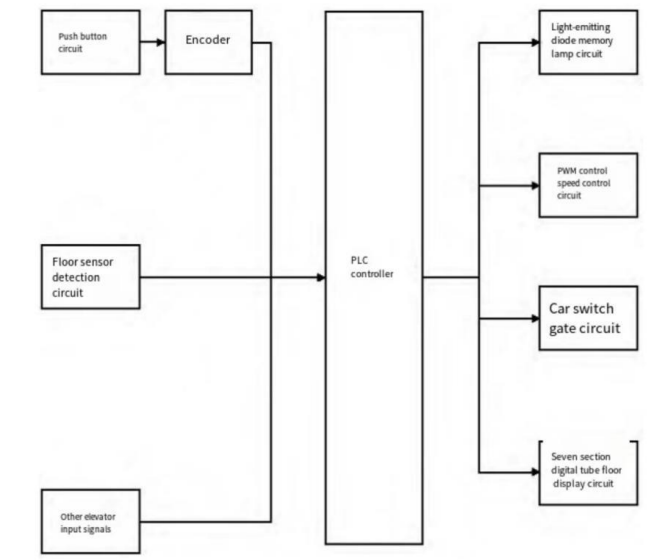 Push button
circuit
Encoder
Light-emitting
diode memory
lamp circuit
PWM control
speed control
circuit
Floor sensor
detection
circuit
PLC
controller
Car switch
gate circuit
Seven section
digital tube floor
display circuit
Other elevator
input signals